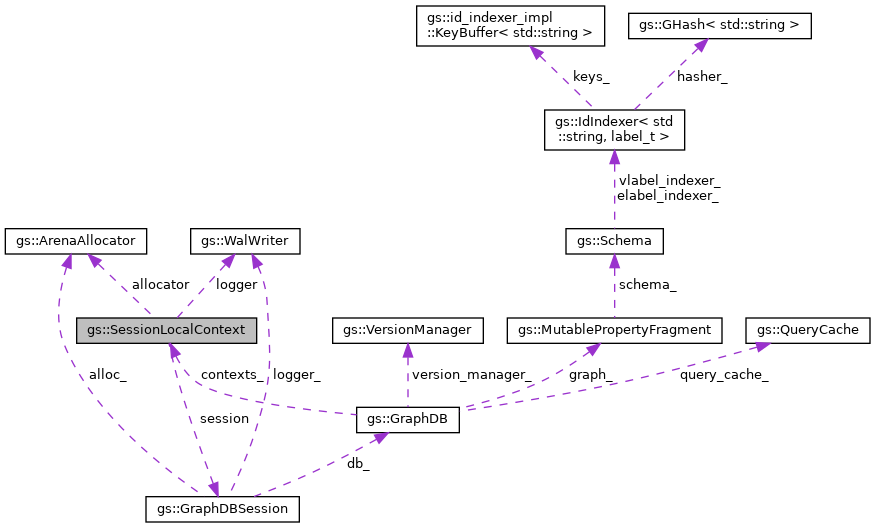 gs::id_indexer_impl
::KeyBuffer< std::string >
gs::GHash< std::string >
keys_
hasher_
gs::IdIndexer< std
::string, label_t >
vlabel_indexer_
elabel_indexer_
gs::ArenaAllocator
gs::WalWriter
gs::Schema
allocator
logger
schema_
gs::SessionLocalContext
gs::VersionManager
gs::MutablePropertyFragment
gs::QueryCache
alloc_
contexts_
logger_
version_manager_
graph_
query_cache_
session
gs::GraphDB
db_
gs::GraphDBSession